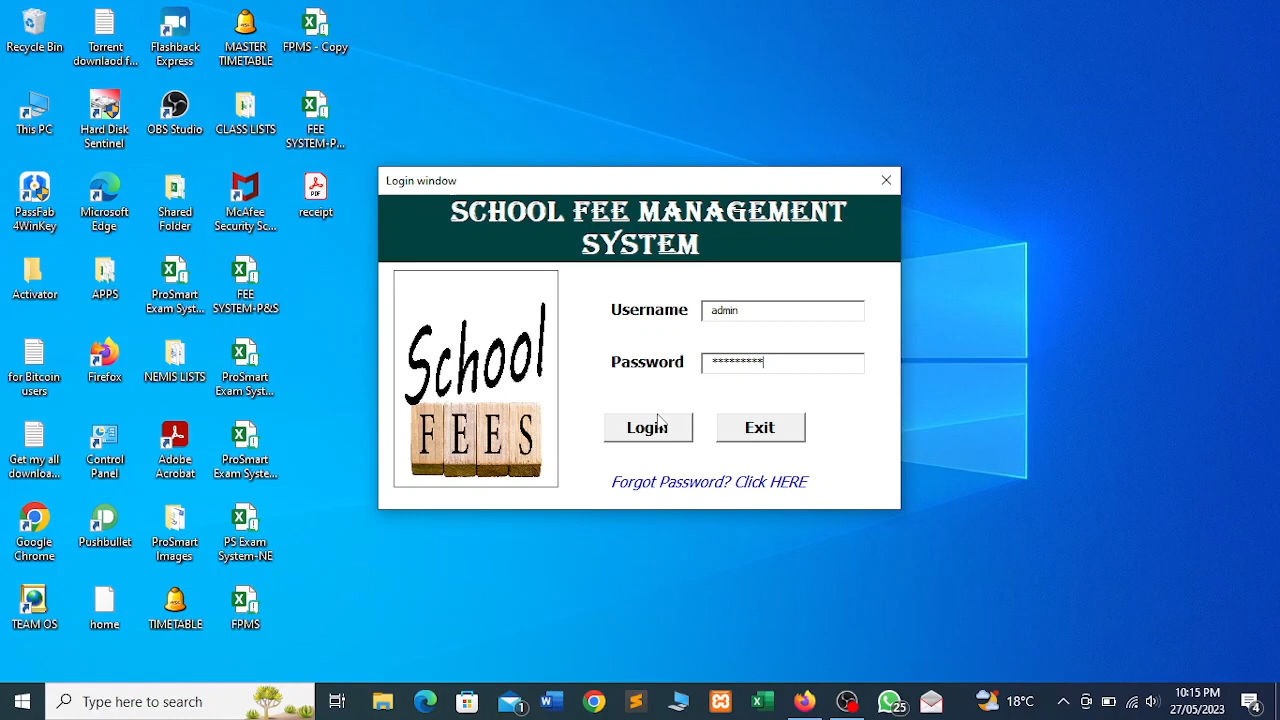 Recycle Bin
Torrent
downlaod f...
Flashback
Express
MASTER
TIMETABLE
FPMS - Copy
This PC
Hard Disk
Sentinel
OBS Studio
CLASS LISTS
FEE
SYSTEM-P...
PassFab
4WinKey
Microsoft
Edge
Shared
Folder
McAfee
Security Sc...
receipt
Activator
APPS
ProSmart
Exam Syst...
FEE
SYSTEM-P&S
for Bitcoin
users
Firefox
NEMIS LISTS
ProSmart
Exam Syst...
Get my all
downloa...
Control
Panel
Adobe
Acrobat
ProSmart
Exam Syste...
Google
Chrome
Pushbullet
ProSmart
Images
PS Exam
System-NE
TEAM OS
home
TIMETABLE
FPMS
Login window
SCHOOL FEE MANAGEMENT
SYSTEM
School
FEES
Username
admin
Password
*********
Login
Exit
Forgot Password? Click HERE
Type here to search
1
25
18°C
10:15 PM
27/05/2023
4